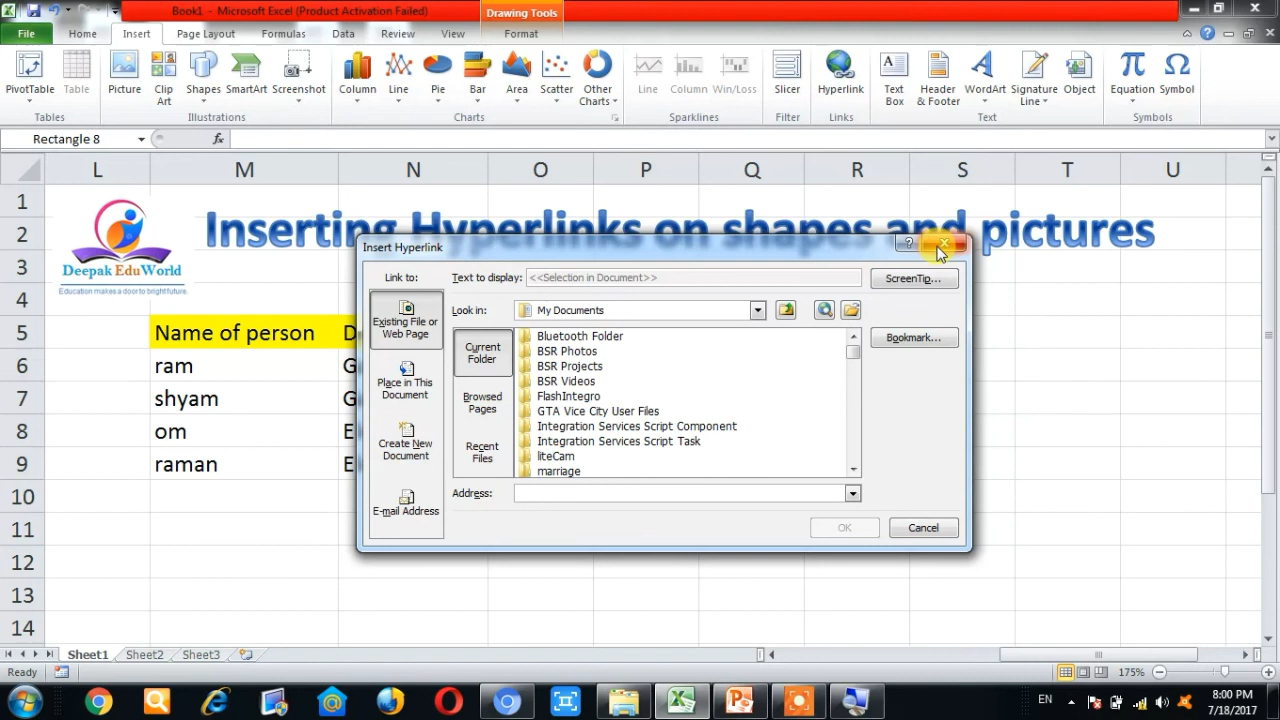 Book1 - Microsoft Excel (Product Activation Failed)
Drawing Tools
File Home Insert Page Layout Formulas Data Review View Format
PivotTable Table Picture Clip Art Shapes SmartArt Screenshot Column Line Pie Bar Area Scatter Other Charts Line Column Win/Loss Slicer Hyperlink Text Box Header & Footer WordArt Signature Line Object Equation Symbol
Tables Illustrations Charts Sparklines Filter Links Text Symbols
Rectangle 8 fx
L M N O P Q R S T U
1
2 Inserting Hyperlinks on shapes and pictures
3 Deepak EduWorld
Education makes a door to bright future.
4
5 Name of person D
6 ram G
7 shyam G
8 om E
9 raman E
10
11
12
13
14
Insert Hyperlink
Link to: Text to display: <<Selection in Document>> ScreenTip...
Existing File or Web Page
Look in: My Documents
Bookmark...
Current Folder
Bluetooth Folder
BSR Photos
BSR Projects
BSR Videos
FlashIntegro
GTA Vice City User Files
Integration Services Script Component
Integration Services Script Task
liteCam
marriage
Place in This Document
Browsed Pages
Create New Document
Recent Files
E-mail Address
Address:
OK Cancel
Sheet1 Sheet2 Sheet3
Ready 175%
EN 8:00 PM
7/18/2017